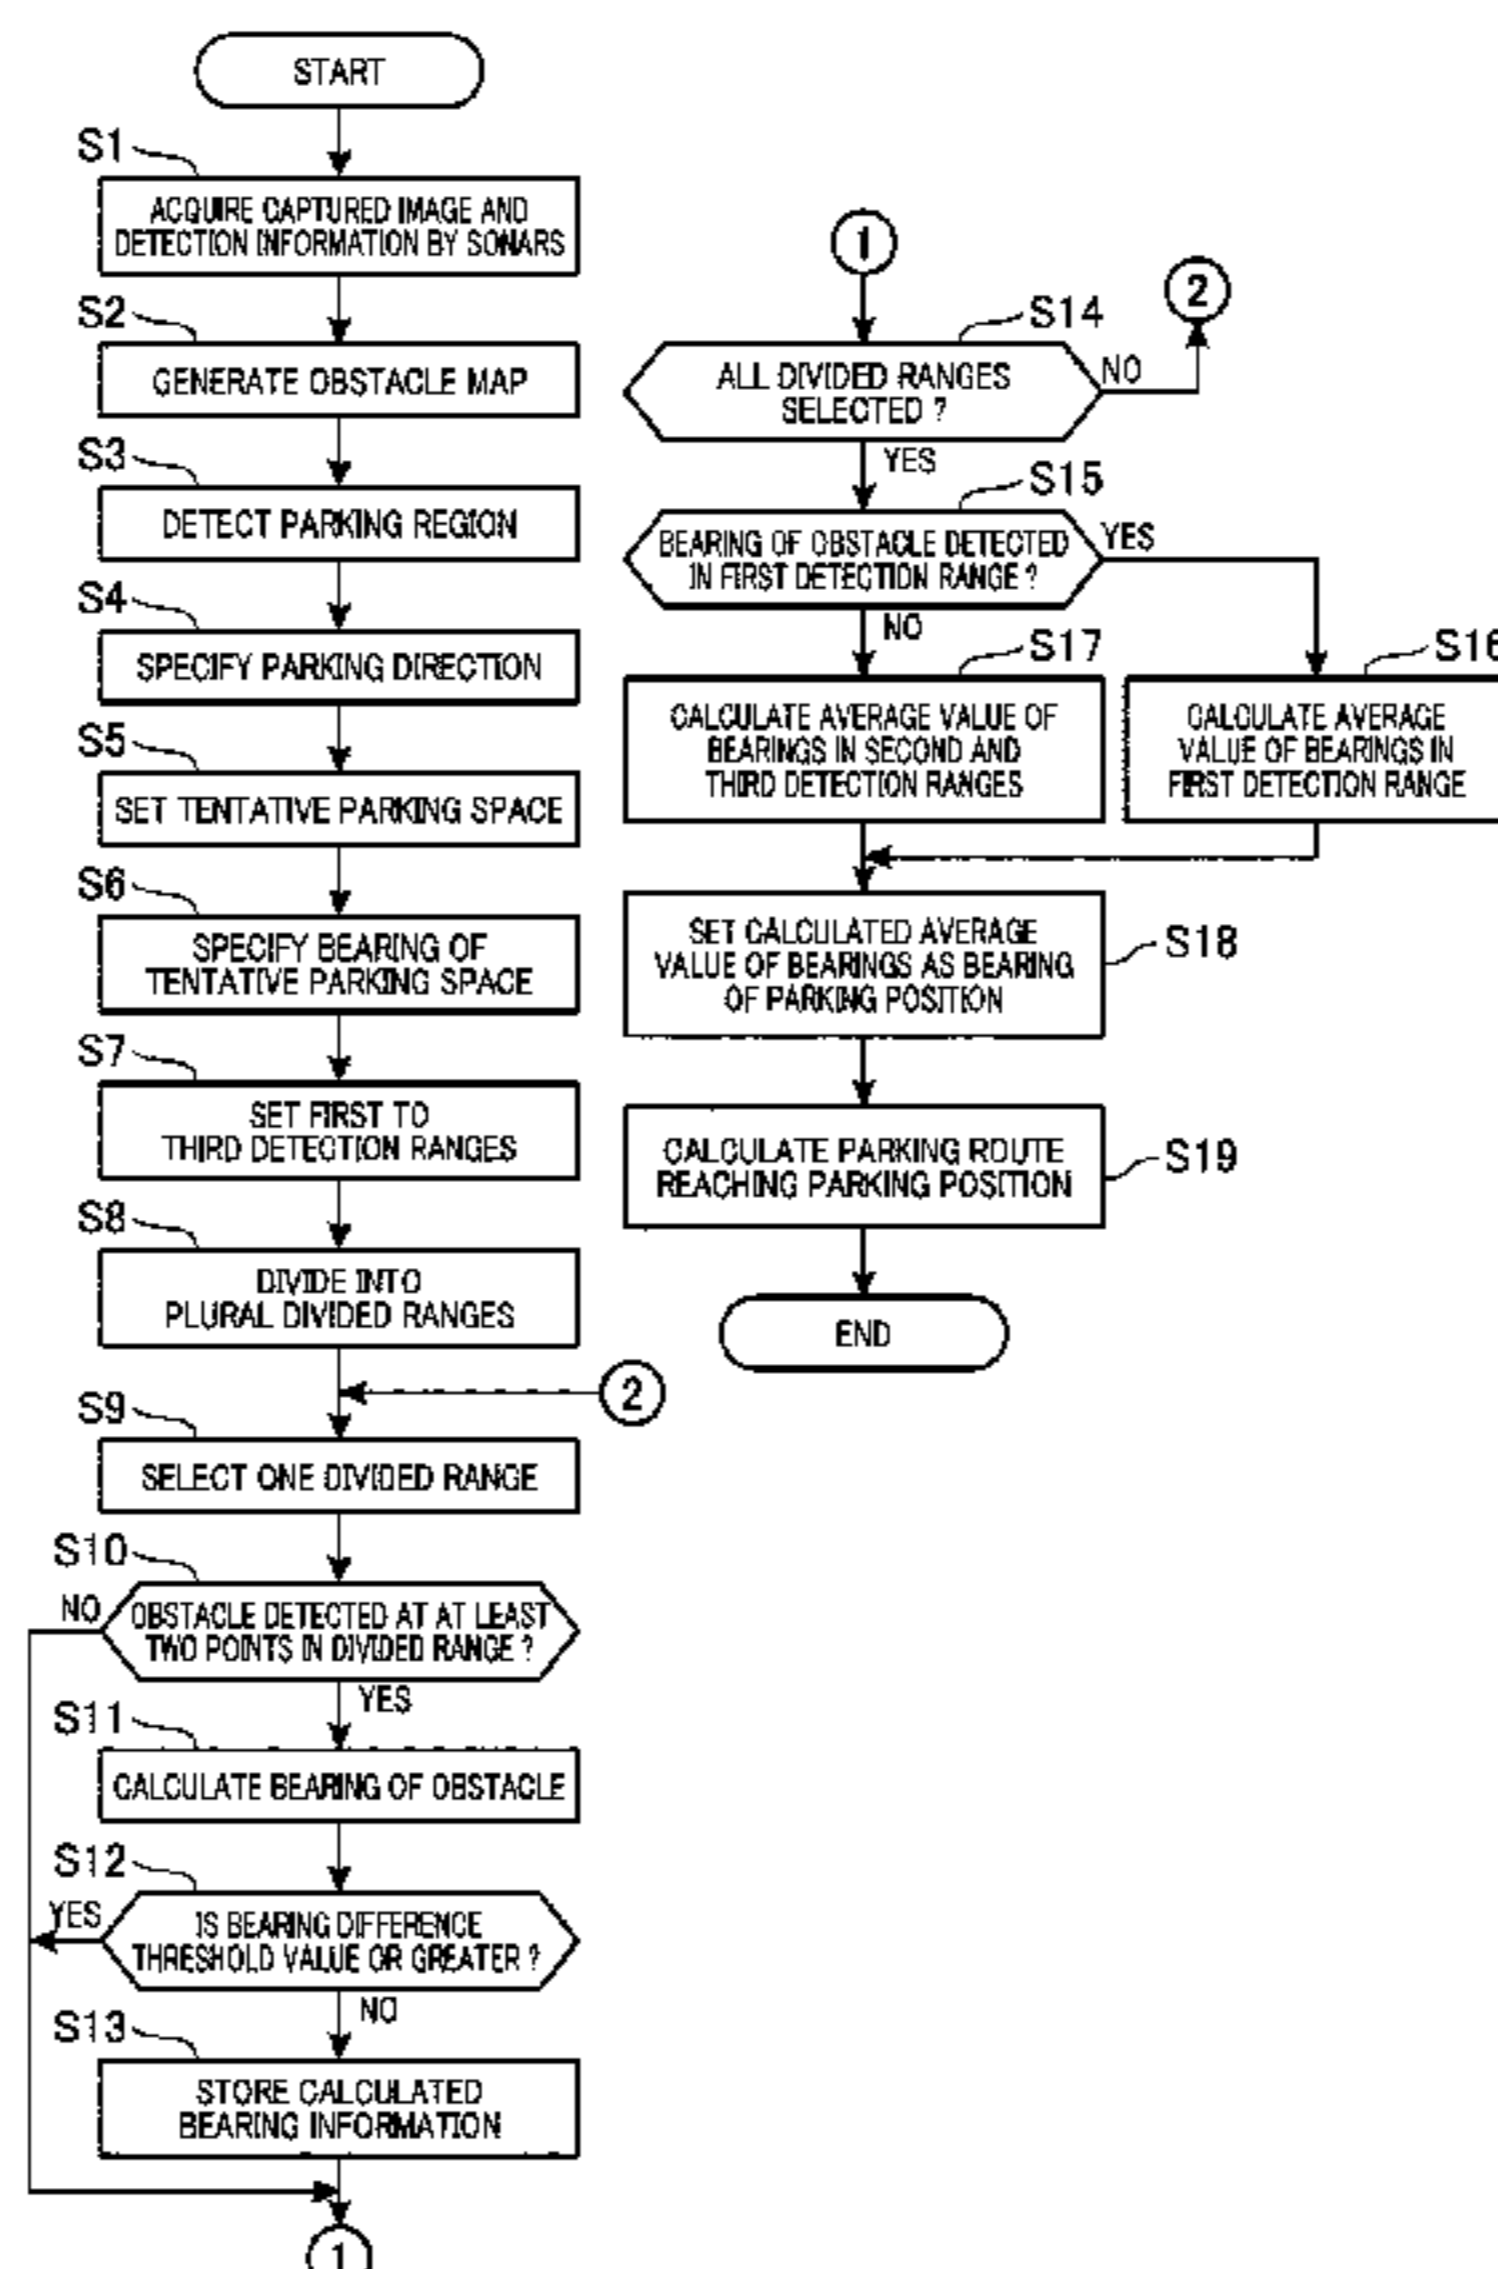 START
S1
ACQUIRE CAPTURED IMAGE AND
DETECTION INFORMATION BY SONARS
S2
GENERATE OBSTACLE MAP
S3
DETECT PARKING REGION
S4
SPECIFY PARKING DIRECTION
S5
SET TENTATIVE PARKING SPACE
S6
SPECIFY BEARING OF
TENTATIVE PARKING SPACE
S7
SET FIRST TO
THIRD DETECTION RANGES
S8
DIVIDE INTO
PLURAL DIVIDED RANGES
2
S9
SELECT ONE DIVIDED RANGE
S10
NO
OBSTACLE DETECTED AT AT LEAST
TWO POINTS IN DIVIDED RANGE ?
YES
S11
CALCULATE BEARING OF OBSTACLE
S12
YES
IS BEARING DIFFERENCE
THRESHOLD VALUE OR GREATER ?
NO
S13
STORE CALCULATED
BEARING INFORMATION
1
1
2
S14
ALL DIVIDED RANGES
SELECTED ?
NO
YES
S15
BEARING OF OBSTACLE DETECTED
IN FIRST DETECTION RANGE ?
YES
NO
S17
CALCULATE AVERAGE VALUE OF
BEARINGS IN SECOND AND
THIRD DETECTION RANGES
S16
CALCULATE AVERAGE
VALUE OF BEARINGS IN
FIRST DETECTION RANGE
SET CALCULATED AVERAGE
VALUE OF BEARINGS AS BEARING
OF PARKING POSITION
S18
CALCULATE PARKING ROUTE
REACHING PARKING POSITION
S19
END